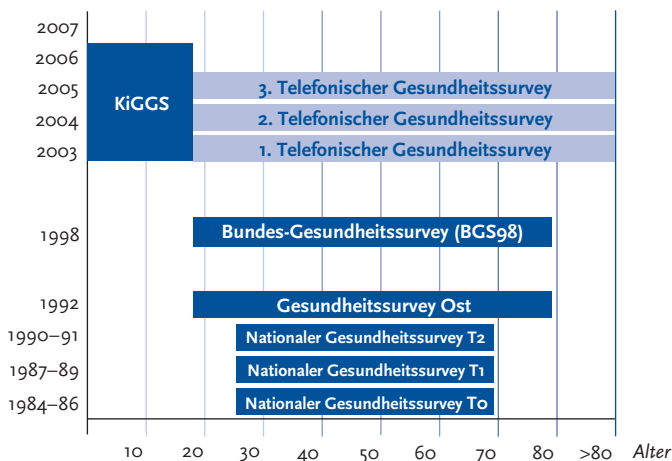 2007
2006
KiGGS
2005 3. Telefonischer Gesundheitssurvey
2004 2. Telefonischer Gesundheitssurvey
2003 1. Telefonischer Gesundheitssurvey
1998 Bundes-Gesundheitssurvey (BGS98)
1992 Gesundheitssurvey Ost
1990–91 Nationaler Gesundheitssurvey T2
1987–89 Nationaler Gesundheitssurvey T1
1984–86 Nationaler Gesundheitssurvey T0
10 20 30 40 50 60 70 80 >80 Alter